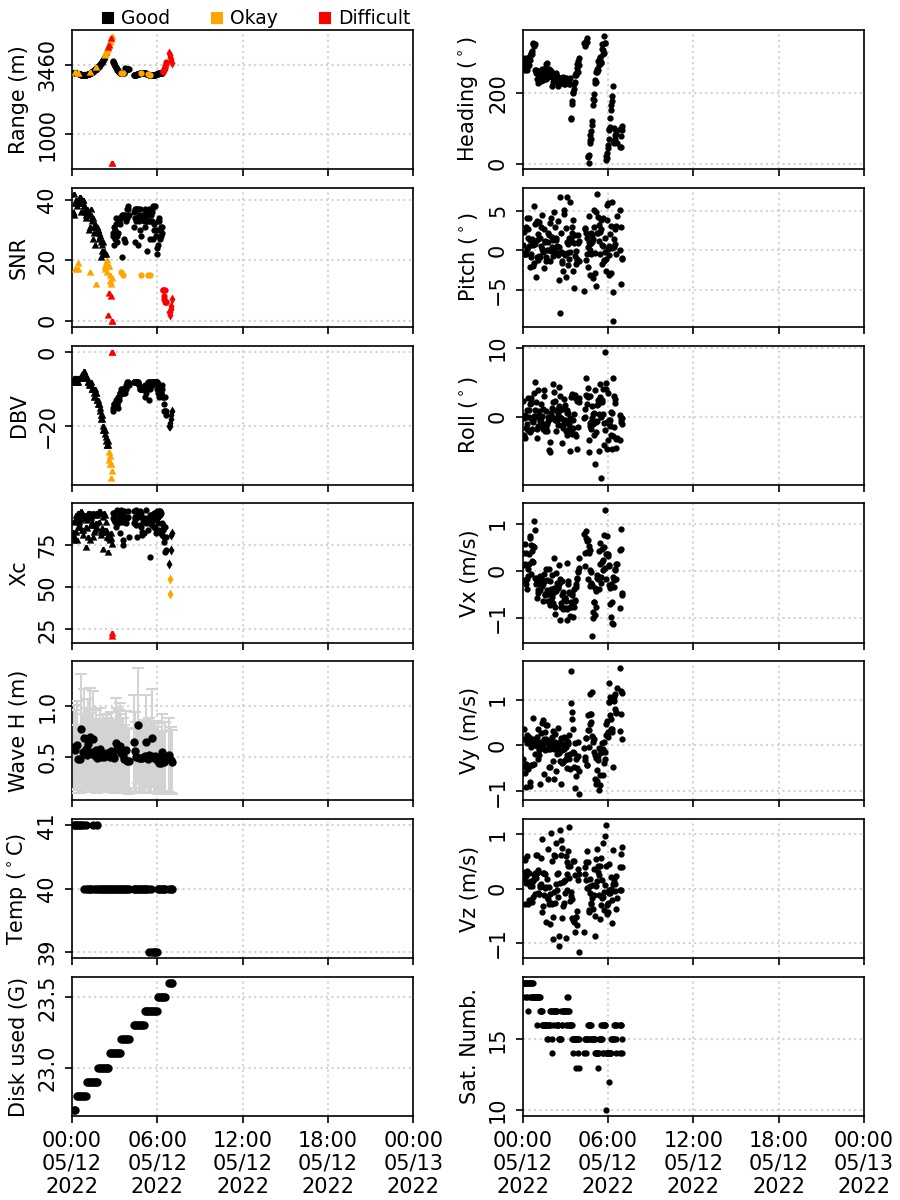 Good Okay Difficult
Range (m)
3460
1000
Heading (°)
200
0
SNR
40
20
0
Pitch (°)
5
0
−5
DBV
0
−20
Roll (°)
10
0
Xc
75
50
25
Vx (m/s)
1
0
−1
Wave H (m)
1.0
0.5
Vy (m/s)
1
0
−1
Temp (°C)
41
40
39
Vz (m/s)
1
0
−1
Disk used (G)
23.5
23.0
Sat. Numb.
15
10
00:00 06:00 12:00 18:00 00:00
05/12 05/12 05/12 05/12 05/13
2022 2022 2022 2022 2022
00:00 06:00 12:00 18:00 00:00
05/12 05/12 05/12 05/12 05/13
2022 2022 2022 2022 2022